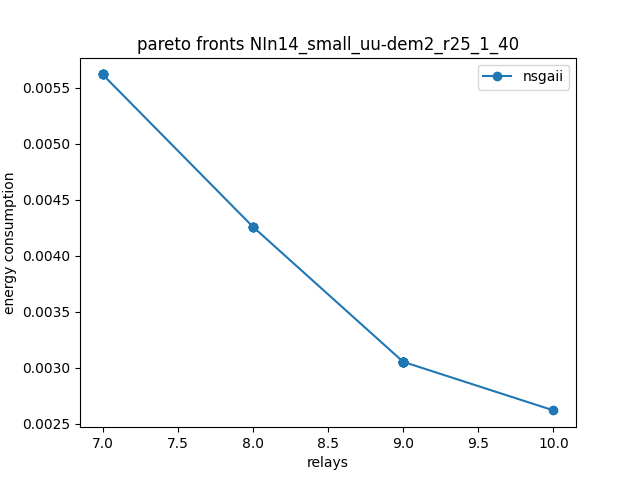 pareto fronts NIn14_small_uu-dem2_r25_1_40
nsgaii
energy consumption
0.0055
0.0050
0.0045
0.0040
0.0035
0.0030
0.0025
7.0 7.5 8.0 8.5 9.0 9.5 10.0
relays